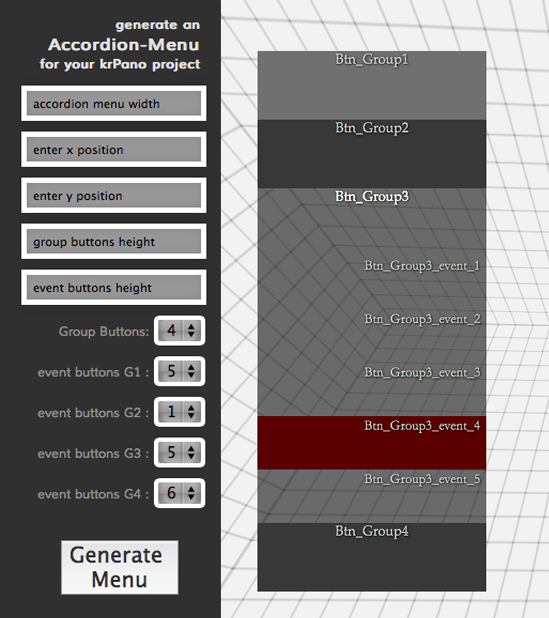 generate an
Accordion-Menu
for your krPano project
accordion menu width
enter x position
enter y position
group buttons height
event buttons height
Group Buttons: 4
event buttons G1 : 5
event buttons G2 : 1
event buttons G3 : 5
event buttons G4 : 6
Generate
Menu
Btn_Group1
Btn_Group2
Btn_Group3
Btn_Group3_event_1
Btn_Group3_event_2
Btn_Group3_event_3
Btn_Group3_event_4
Btn_Group3_event_5
Btn_Group4